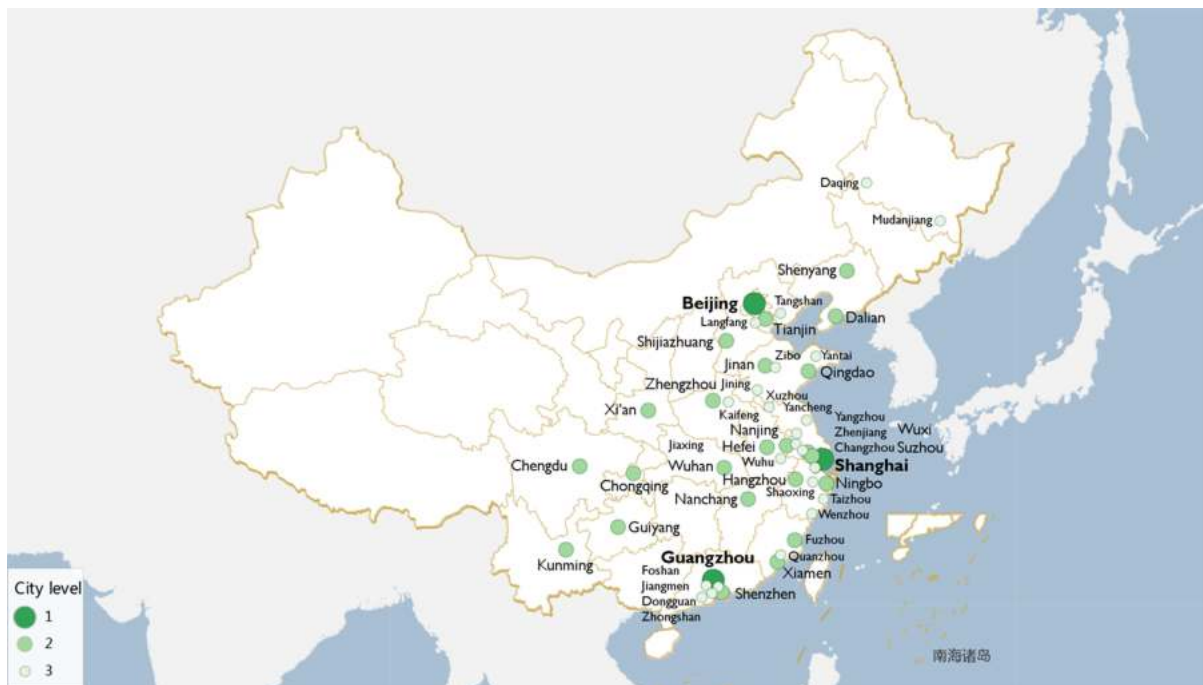 Daqing
Mudanjiang
Shenyang
Beijing
Tangshan
Langfang
Tianjin
Dalian
Shijiazhuang
Zibo
Yantai
Jinan
Qingdao
Zhengzhou
Jining
Xuzhou
Xi'an
Kaifeng
Yancheng
Yangzhou
Nanjing
Zhenjiang
Wuxi
Jiaxing
Hefei
Changzhou
Suzhou
Wuhu
Shanghai
Chengdu
Wuhan
Chongqing
Hangzhou
Ningbo
Shaoxing
Nanchang
Taizhou
Wenzhou
Guiyang
Fuzhou
Kunming
Guangzhou
Quanzhou
Foshan
Xiamen
Jiangmen
Shenzhen
Dongguan
Zhongshan
City level
1
2
3
南海诸岛